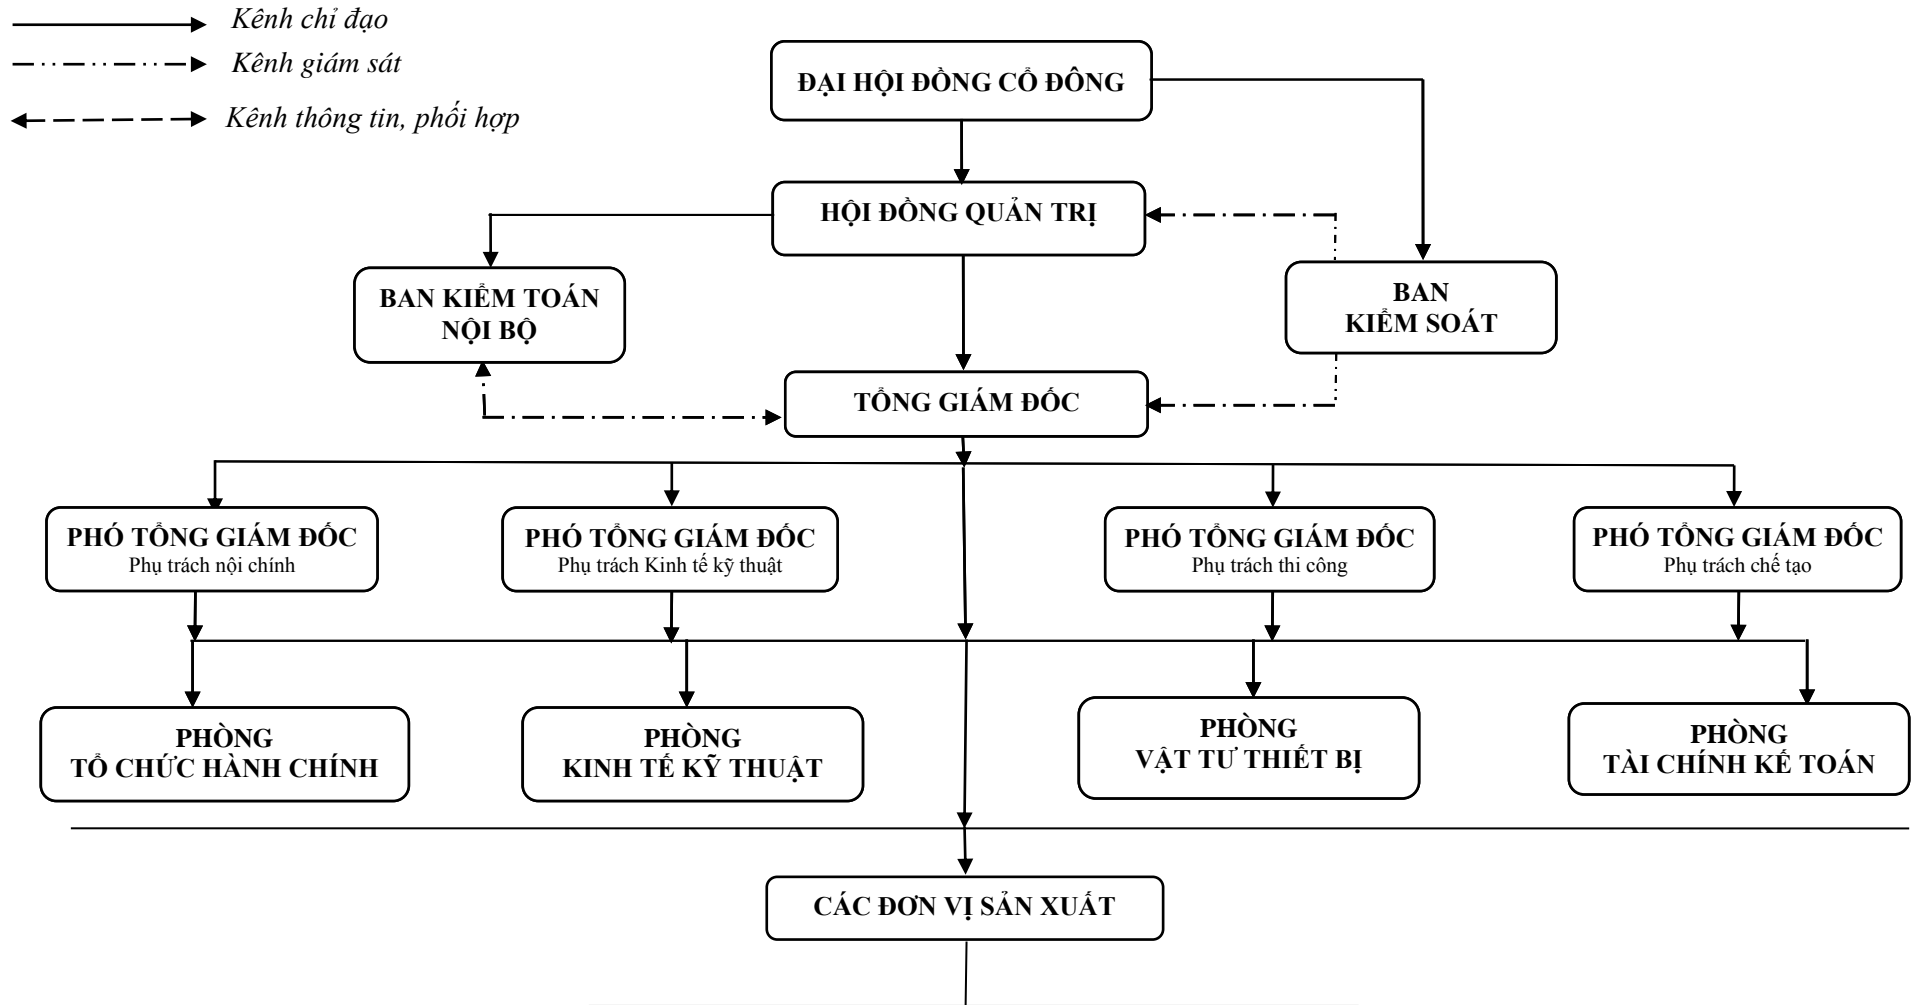 Kênh chỉ đạo
Kênh giám sát
Kênh thông tin, phối hợp
ĐẠI HỘI ĐỒNG CỔ ĐÔNG
HỘI ĐỒNG QUẢN TRỊ
BAN KIỂM TOÁN
NỘI BỘ
BAN
KIỂM SOÁT
TỔNG GIÁM ĐỐC
PHÓ TỔNG GIÁM ĐỐC
Phụ trách nội chính
PHÓ TỔNG GIÁM ĐỐC
Phụ trách Kinh tế kỹ thuật
PHÓ TỔNG GIÁM ĐỐC
Phụ trách thi công
PHÓ TỔNG GIÁM ĐỐC
Phụ trách chế tạo
PHÒNG
TỔ CHỨC HÀNH CHÍNH
PHÒNG
KINH TẾ KỸ THUẬT
PHÒNG
VẬT TƯ THIẾT BỊ
PHÒNG
TÀI CHÍNH KẾ TOÁN
CÁC ĐƠN VỊ SẢN XUẤT